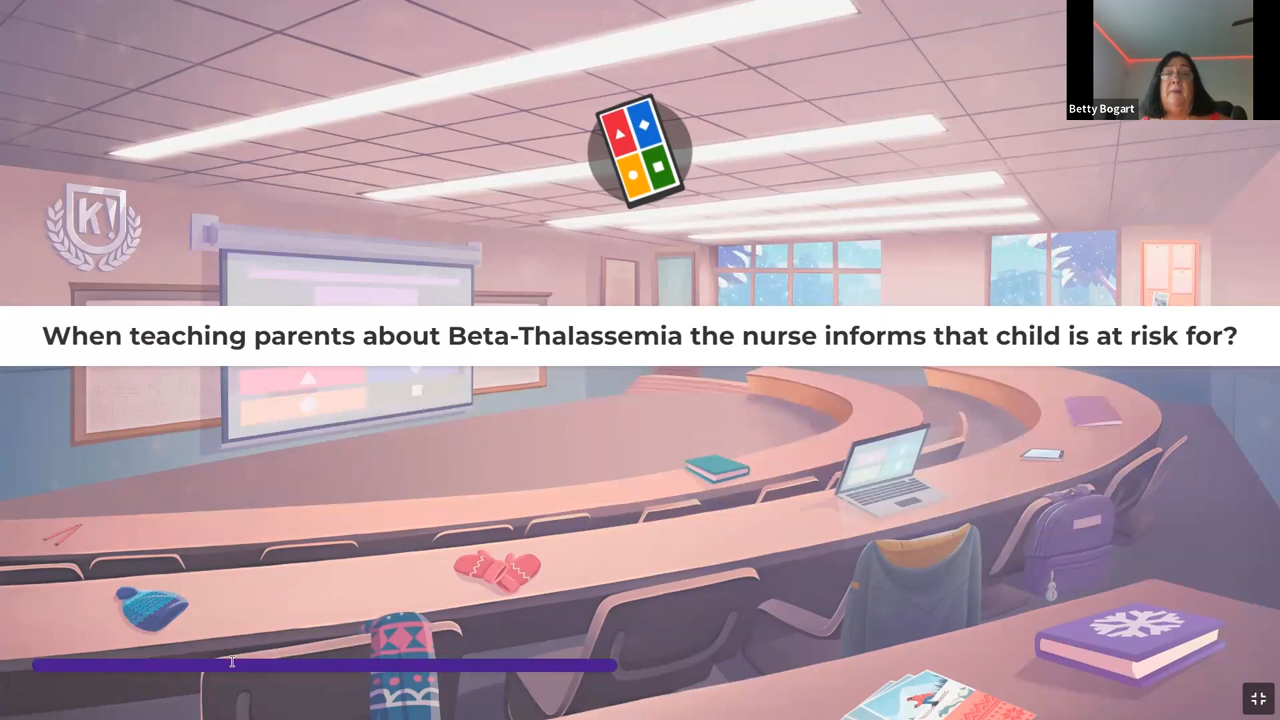 Betty Bogart
K!
When teaching parents about Beta-Thalassemia the nurse informs that child is at risk for?